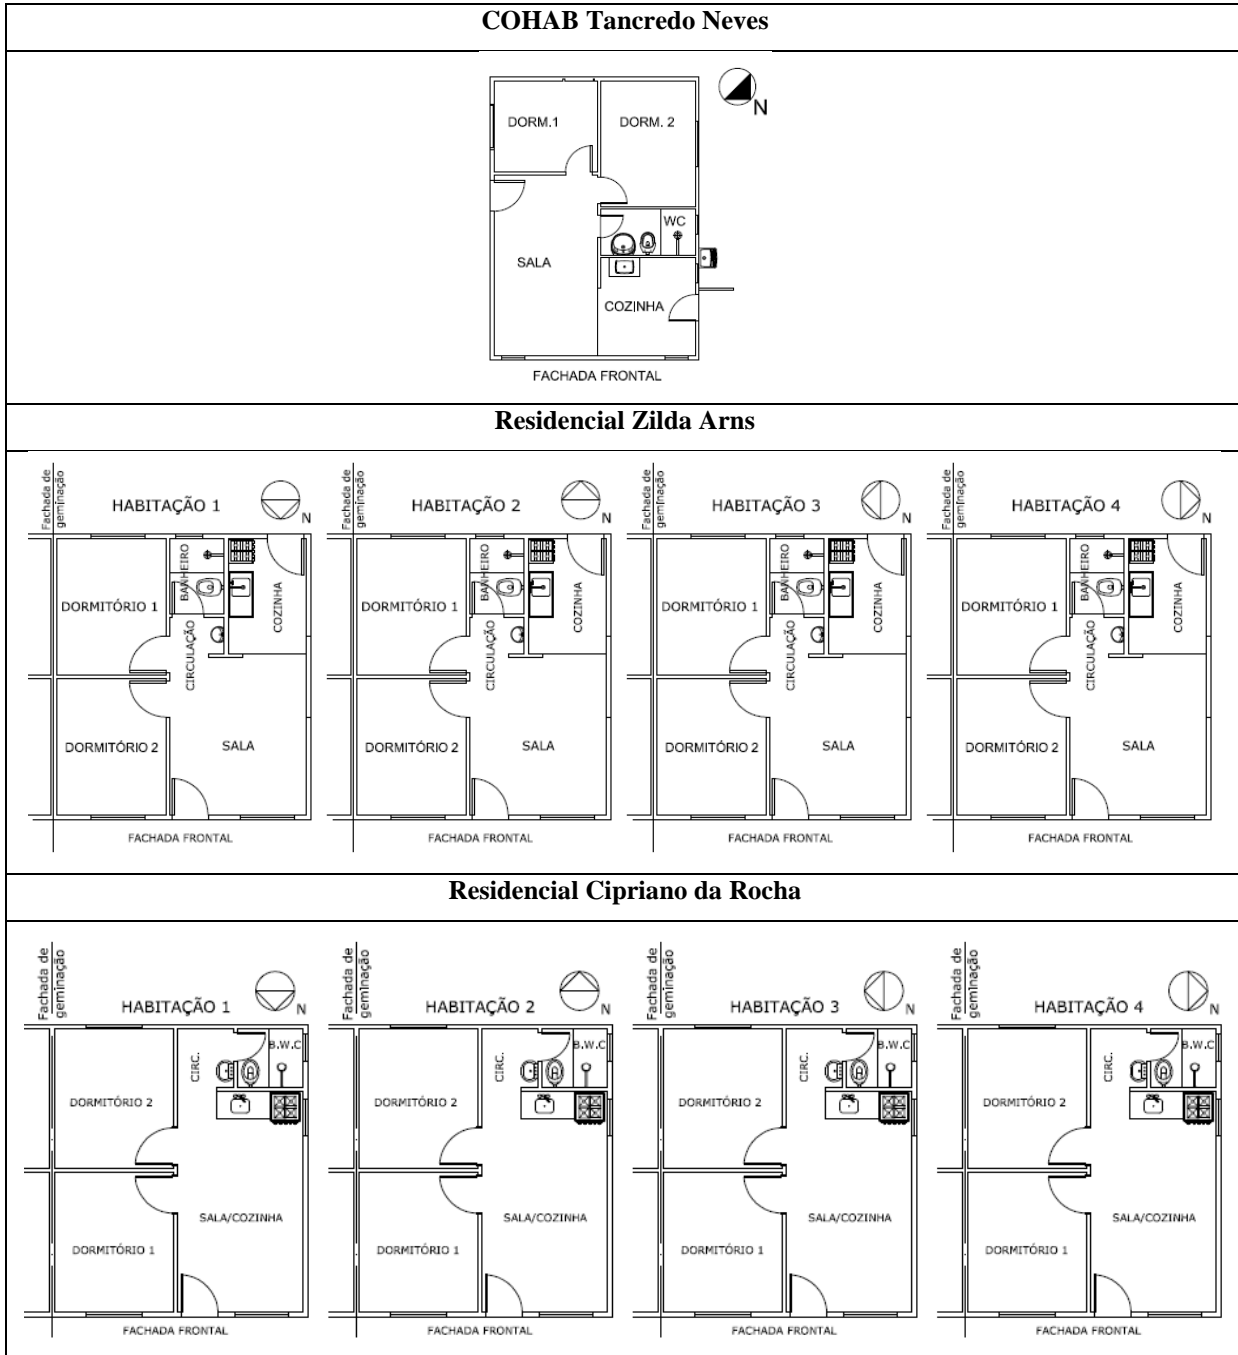 COHAB Tancredo Neves
N
DORM.1
DORM. 2
WC
SALA
COZINHA
FACHADA FRONTAL
Residencial Zilda Arns
Fachada de
geminação
HABITAÇÃO 1
N
DORMITÓRIO 1
BANHEIRO
COZINHA
CIRCULAÇÃO
DORMITÓRIO 2
SALA
FACHADA FRONTAL
Fachada de
geminação
HABITAÇÃO 2
N
DORMITÓRIO 1
BANHEIRO
COZINHA
CIRCULAÇÃO
DORMITÓRIO 2
SALA
FACHADA FRONTAL
Fachada de
geminação
HABITAÇÃO 3
N
DORMITÓRIO 1
BANHEIRO
COZINHA
CIRCULAÇÃO
DORMITÓRIO 2
SALA
FACHADA FRONTAL
Fachada de
geminação
HABITAÇÃO 4
N
DORMITÓRIO 1
BANHEIRO
COZINHA
CIRCULAÇÃO
DORMITÓRIO 2
SALA
FACHADA FRONTAL
Residencial Cipriano da Rocha
Fachada de
geminação
HABITAÇÃO 1
N
B.W.C
CIRC.
DORMITÓRIO 2
SALA/COZINHA
DORMITÓRIO 1
FACHADA FRONTAL
Fachada de
geminação
HABITAÇÃO 2
N
B.W.C
CIRC.
DORMITÓRIO 2
SALA/COZINHA
DORMITÓRIO 1
FACHADA FRONTAL
Fachada de
geminação
HABITAÇÃO 3
N
B.W.C
CIRC.
DORMITÓRIO 2
SALA/COZINHA
DORMITÓRIO 1
FACHADA FRONTAL
Fachada de
geminação
HABITAÇÃO 4
N
B.W.C
CIRC.
DORMITÓRIO 2
SALA/COZINHA
DORMITÓRIO 1
FACHADA FRONTAL